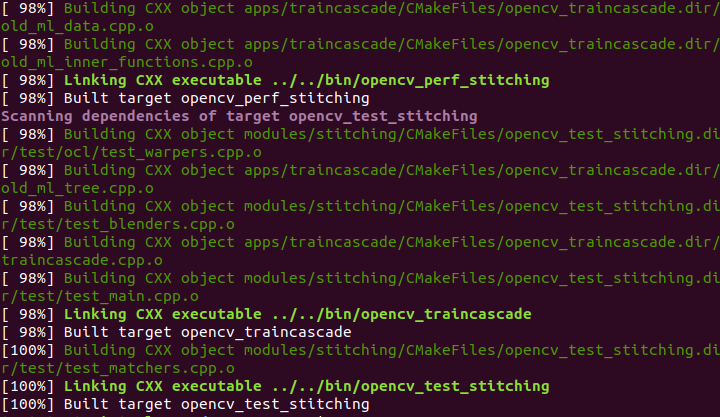 [ 98%] Building CXX object apps/traincascade/CMakeFiles/opencv_traincascade.dir/
old_ml_data.cpp.o
[ 98%] Building CXX object apps/traincascade/CMakeFiles/opencv_traincascade.dir/
old_ml_inner_functions.cpp.o
[ 98%] Linking CXX executable ../../bin/opencv_perf_stitching
[ 98%] Built target opencv_perf_stitching
Scanning dependencies of target opencv_test_stitching
[ 98%] Building CXX object modules/stitching/CMakeFiles/opencv_test_stitching.di
r/test/ocl/test_warpers.cpp.o
[ 98%] Building CXX object apps/traincascade/CMakeFiles/opencv_traincascade.dir/
old_ml_tree.cpp.o
[ 98%] Building CXX object modules/stitching/CMakeFiles/opencv_test_stitching.di
r/test/test_blenders.cpp.o
[ 98%] Building CXX object apps/traincascade/CMakeFiles/opencv_traincascade.dir/
traincascade.cpp.o
[ 98%] Building CXX object modules/stitching/CMakeFiles/opencv_test_stitching.di
r/test/test_main.cpp.o
[ 98%] Linking CXX executable ../../bin/opencv_traincascade
[ 98%] Built target opencv_traincascade
[100%] Building CXX object modules/stitching/CMakeFiles/opencv_test_stitching.di
r/test/test_matchers.cpp.o
[100%] Linking CXX executable ../../bin/opencv_test_stitching
[100%] Built target opencv_test_stitching